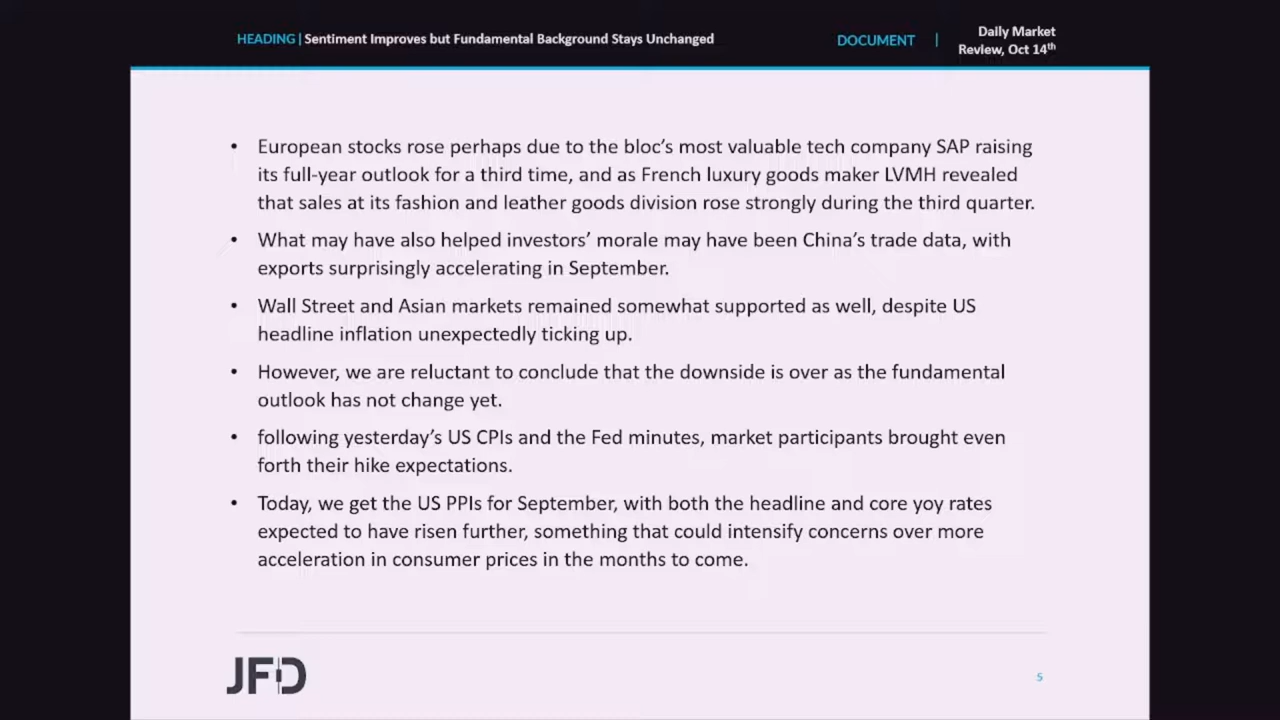 HEADING | Sentiment Improves but Fundamental Background Stays Unchanged
DOCUMENT | Daily Market
Review, Oct 14th
• European stocks rose perhaps due to the bloc’s most valuable tech company SAP raising
its full-year outlook for a third time, and as French luxury goods maker LVMH revealed
that sales at its fashion and leather goods division rose strongly during the third quarter.
• What may have also helped investors’ morale may have been China’s trade data, with
exports surprisingly accelerating in September.
• Wall Street and Asian markets remained somewhat supported as well, despite US
headline inflation unexpectedly ticking up.
• However, we are reluctant to conclude that the downside is over as the fundamental
outlook has not change yet.
• following yesterday’s US CPIs and the Fed minutes, market participants brought even
forth their hike expectations.
• Today, we get the US PPIs for September, with both the headline and core yoy rates
expected to have risen further, something that could intensify concerns over more
acceleration in consumer prices in the months to come.
JFD
5